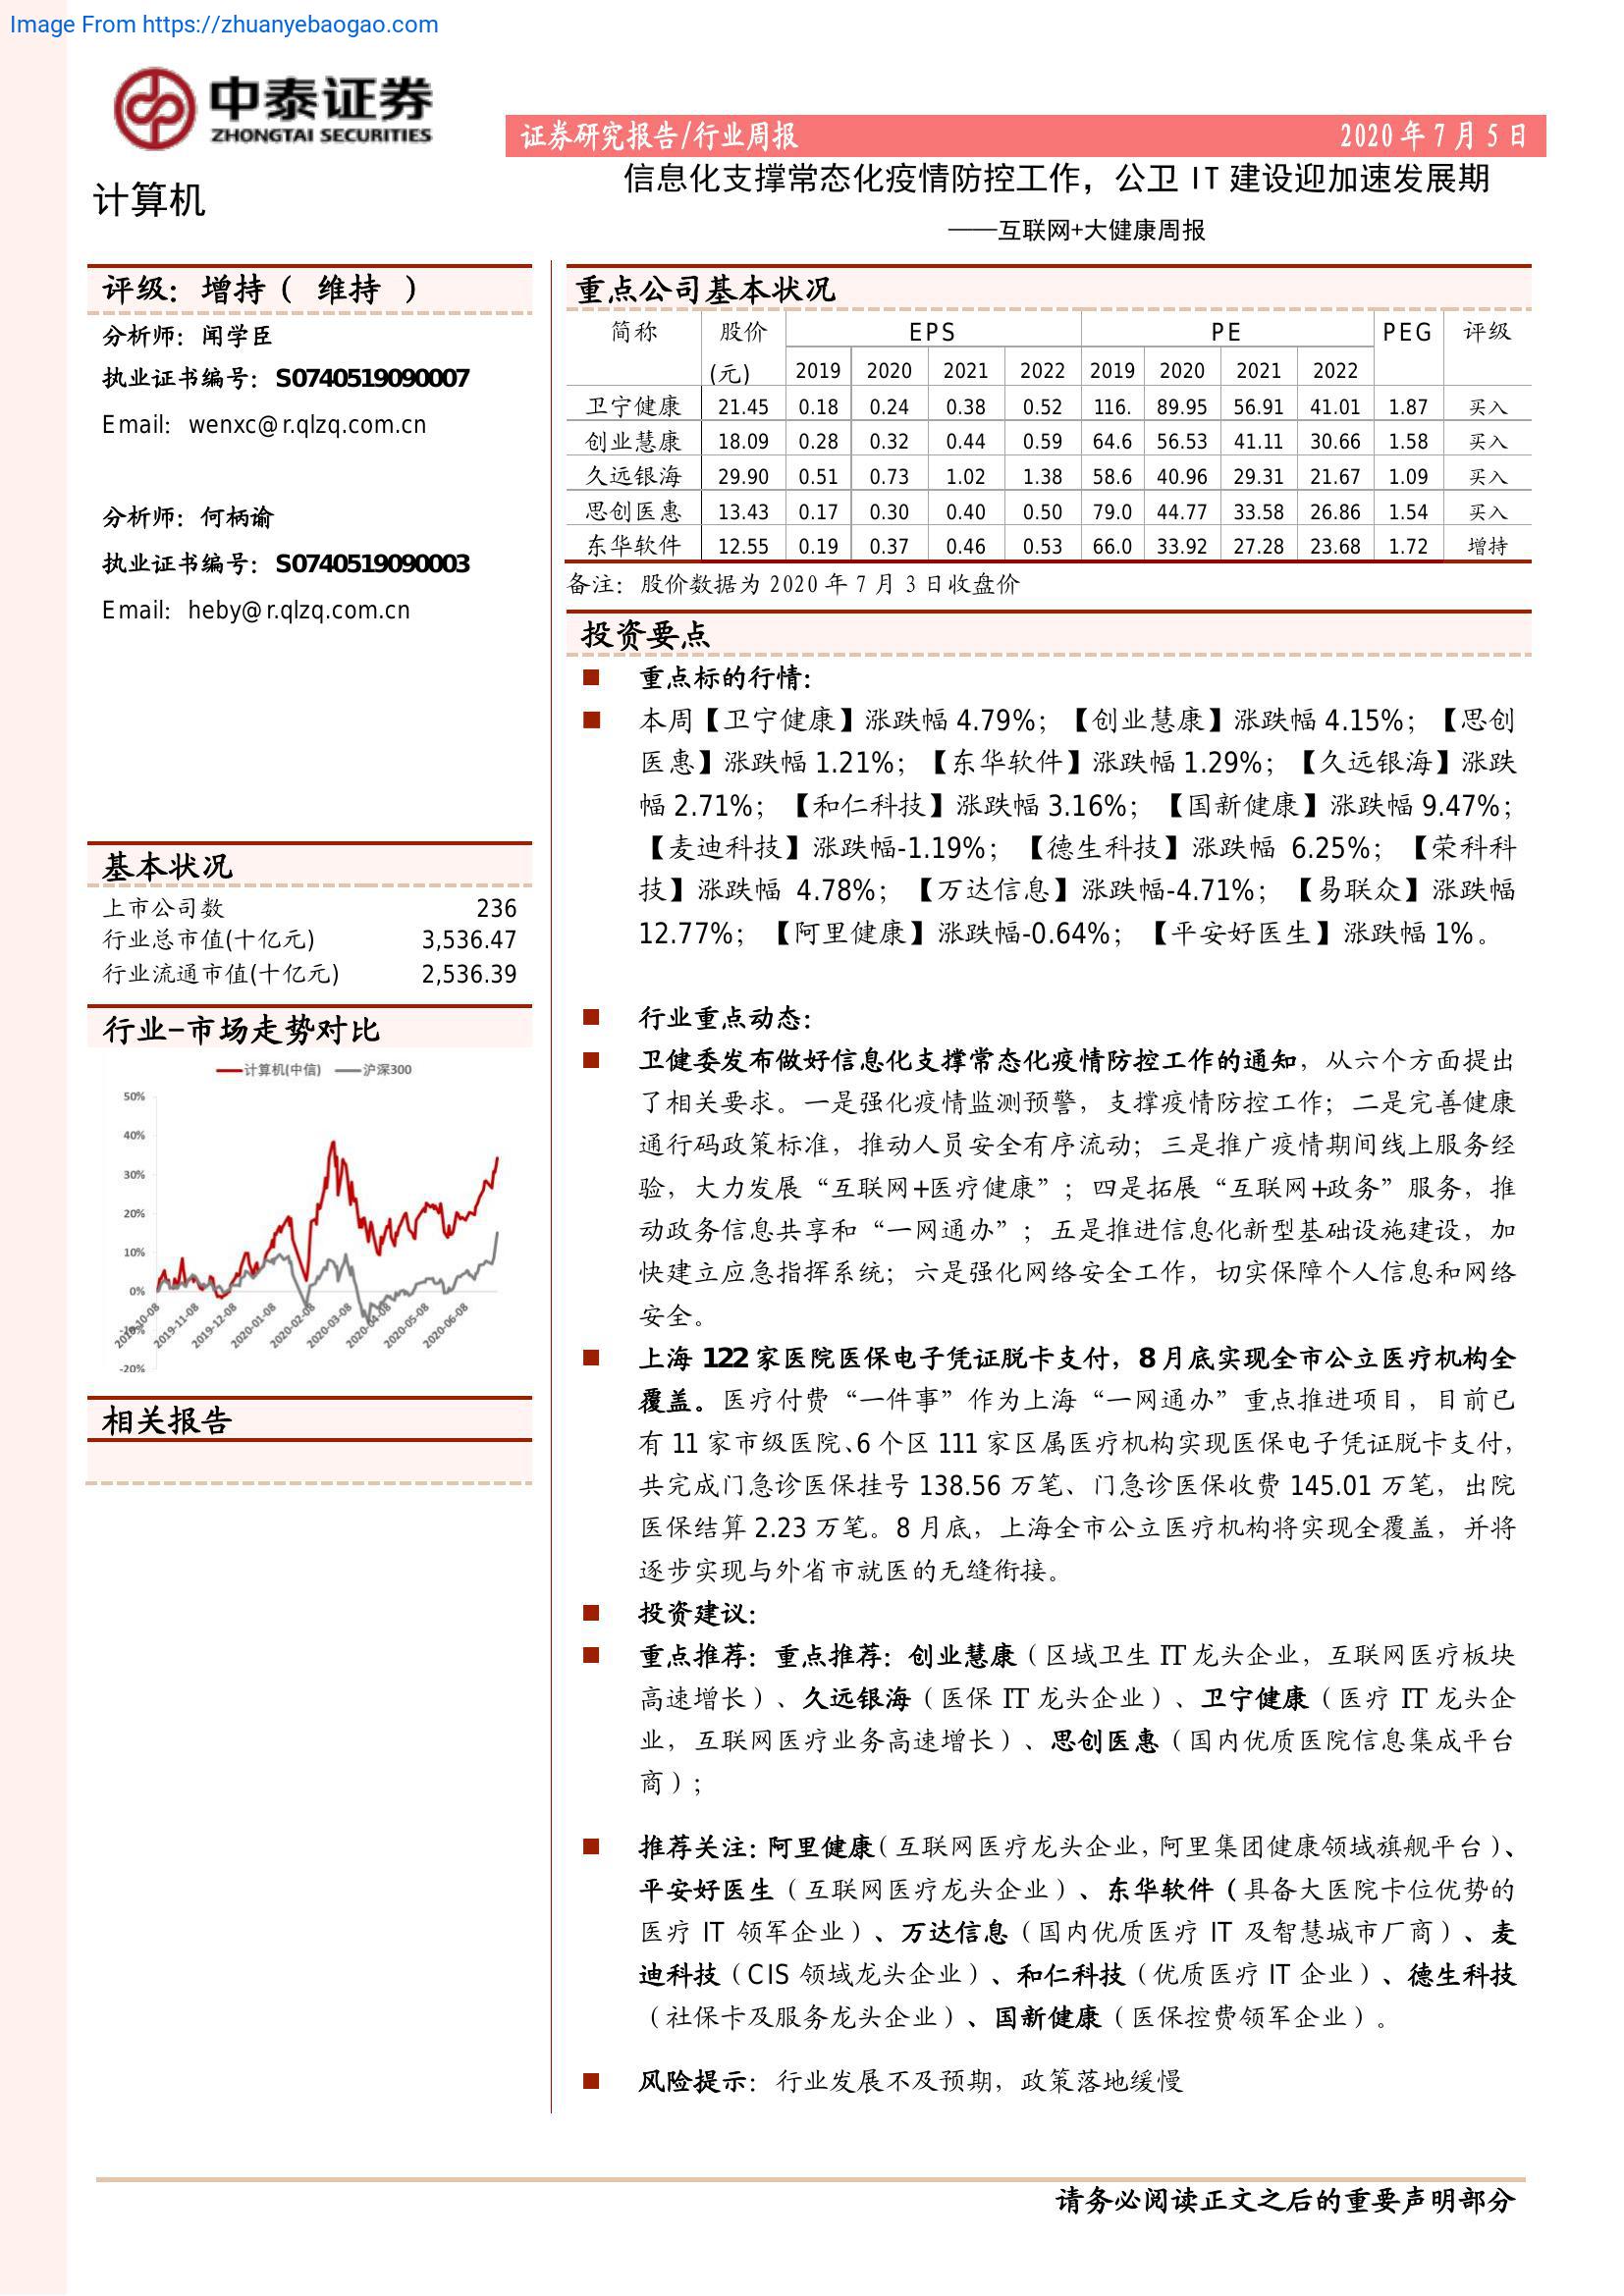 Image From https://zhuanyebaogao.com
中泰证券
ZHONGTAI SECURITIES
证券研究报告/行业周报 2020 年 7 月 5 日
计算机
信息化支撑常态化疫情防控工作，公卫 IT 建设迎加速发展期
——互联网+大健康周报
评级：增持（ 维持 ）
分析师：闻学臣
执业证书编号：S0740519090007
Email：wenxc@r.qlzq.com.cn
分析师：何柄谕
执业证书编号：S0740519090003
Email：heby@r.qlzq.com.cn
基本状况
上市公司数 236
行业总市值(十亿元) 3,536.47
行业流通市值(十亿元) 2,536.39
行业-市场走势对比
计算机(中信) 沪深300
50%
40%
30%
20%
10%
0%
-10%
-20%
2019-10-08 2019-11-08 2019-12-08 2020-01-08 2020-02-08 2020-03-08 2020-04-08 2020-05-08 2020-06-08
相关报告
重点公司基本状况
简称 股价 EPS PE PEG 评级
(元) 2019 2020 2021 2022 2019 2020 2021 2022
卫宁健康 21.45 0.18 0.24 0.38 0.52 116. 89.95 56.91 41.01 1.87 买入
创业慧康 18.09 0.28 0.32 0.44 0.59 64.6 56.53 41.11 30.66 1.58 买入
久远银海 29.90 0.51 0.73 1.02 1.38 58.6 40.96 29.31 21.67 1.09 买入
思创医惠 13.43 0.17 0.30 0.40 0.50 79.0 44.77 33.58 26.86 1.54 买入
东华软件 12.55 0.19 0.37 0.46 0.53 66.0 33.92 27.28 23.68 1.72 增持
备注：股价数据为 2020 年 7 月 3 日收盘价
投资要点
重点标的行情：
本周【卫宁健康】涨跌幅 4.79%；【创业慧康】涨跌幅 4.15%；【思创
医惠】涨跌幅 1.21%；【东华软件】涨跌幅 1.29%；【久远银海】涨跌
幅 2.71%；【和仁科技】涨跌幅 3.16%；【国新健康】涨跌幅 9.47%；
【麦迪科技】涨跌幅-1.19%；【德生科技】涨跌幅 6.25%；【荣科科
技】涨跌幅 4.78%；【万达信息】涨跌幅-4.71%；【易联众】涨跌幅
12.77%；【阿里健康】涨跌幅-0.64%；【平安好医生】涨跌幅 1%。
行业重点动态：
卫健委发布做好信息化支撑常态化疫情防控工作的通知，从六个方面提出
了相关要求。一是强化疫情监测预警，支撑疫情防控工作；二是完善健康
通行码政策标准，推动人员安全有序流动；三是推广疫情期间线上服务经
验，大力发展“互联网+医疗健康”；四是拓展“互联网+政务”服务，推
动政务信息共享和“一网通办”；五是推进信息化新型基础设施建设，加
快建立应急指挥系统；六是强化网络安全工作，切实保障个人信息和网络
安全。
上海 122 家医院医保电子凭证脱卡支付，8 月底实现全市公立医疗机构全
覆盖。医疗付费“一件事”作为上海“一网通办”重点推进项目，目前已
有 11 家市级医院、6 个区 111 家区属医疗机构实现医保电子凭证脱卡支付，
共完成门急诊医保挂号 138.56 万笔、门急诊医保收费 145.01 万笔，出院
医保结算 2.23 万笔。8 月底，上海全市公立医疗机构将实现全覆盖，并将
逐步实现与外省市就医的无缝衔接。
投资建议：
重点推荐：重点推荐：创业慧康（区域卫生 IT 龙头企业，互联网医疗板块
高速增长）、久远银海（医保 IT 龙头企业）、卫宁健康（医疗 IT 龙头企
业，互联网医疗业务高速增长）、思创医惠（国内优质医院信息集成平台
商）；
推荐关注：阿里健康（互联网医疗龙头企业，阿里集团健康领域旗舰平台）、
平安好医生（互联网医疗龙头企业）、东华软件（具备大医院卡位优势的
医疗 IT 领军企业）、万达信息（国内优质医疗 IT 及智慧城市厂商）、麦
迪科技（CIS 领域龙头企业）、和仁科技（优质医疗 IT 企业）、德生科技
（社保卡及服务龙头企业）、国新健康（医保控费领军企业）。
风险提示：行业发展不及预期，政策落地缓慢
请务必阅读正文之后的重要声明部分